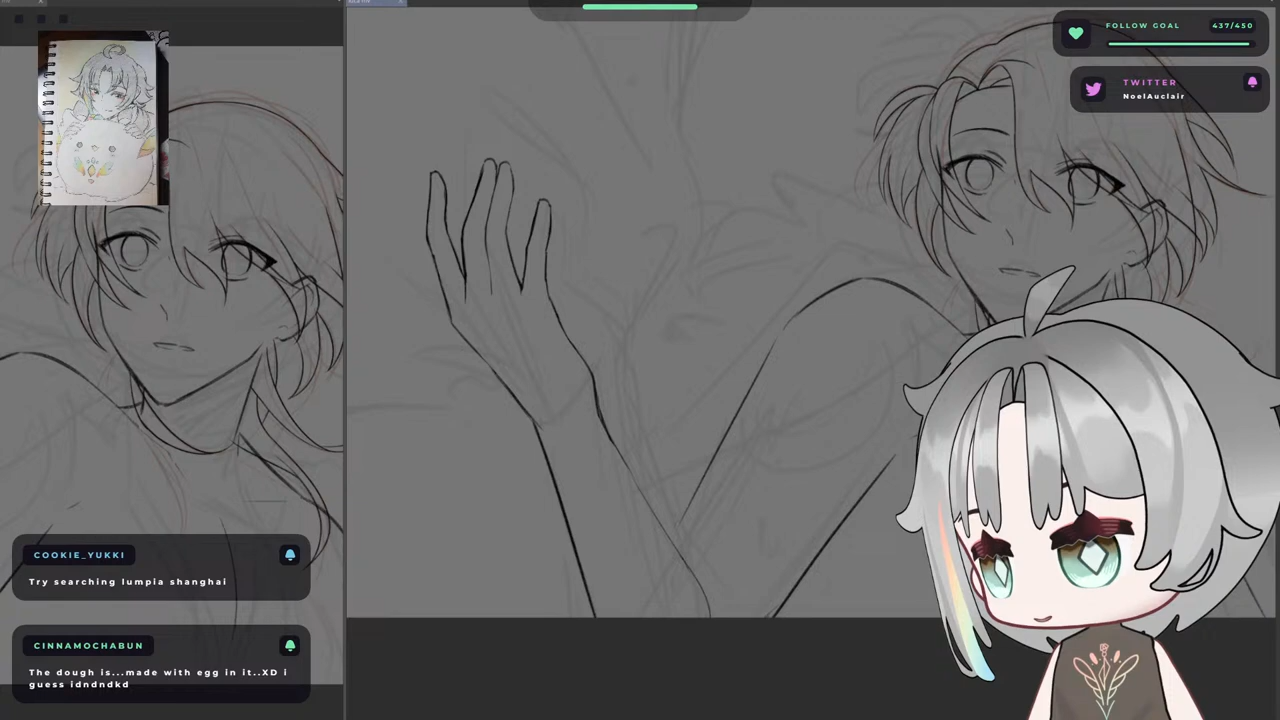 FOLLOW GOAL 437/450
TWITTER
NoelAuclair
COOKIE_YUKKI
Try searching lumpia shanghai
CINNAMOCHABUN
The dough is...made with egg in it..XD i
guess idndndkd